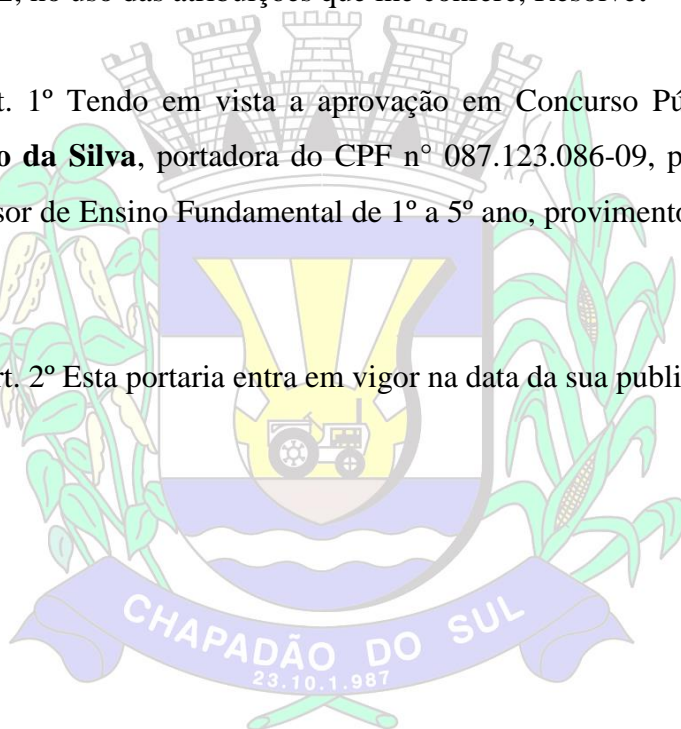 no uso das atribuições que lhe confere, Resolve:
t. 1º Tendo em vista a aprovação em Concurso Pú
o da Silva, portadora do CPF n° 087.123.086-09, p
sor de Ensino Fundamental de 1º a 5º ano, provimento
rt. 2º Esta portaria entra em vigor na data da sua publi
CHAPADÃO DO SUL
23.10.1.987